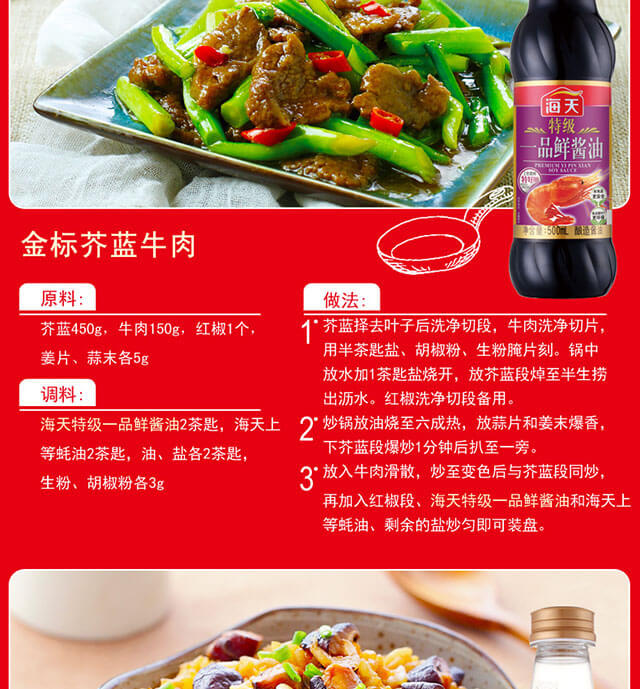 海天
特级
一品鲜酱油
PREMIUM YI PIN XIAN
SOY SAUCE
净含量:500mL 酿造酱油
金标芥蓝牛肉
原料:
芥蓝450g，牛肉150g，红椒1个，
姜片、蒜末各5g
调料:
海天特级一品鲜酱油2茶匙，海天上
等蚝油2茶匙，油、盐各2茶匙，
生粉、胡椒粉各3g
做法:
1 芥蓝择去叶子后洗净切段，牛肉洗净切片，
用半茶匙盐、胡椒粉、生粉腌片刻。锅中
放水加1茶匙盐烧开，放芥蓝段焯至半生捞
出沥水。红椒洗净切段备用。
2 炒锅放油烧至六成热，放蒜片和姜末爆香，
下芥蓝段爆炒1分钟后扒至一旁。
3 放入牛肉滑散，炒至变色后与芥蓝段同炒，
再加入红椒段、海天特级一品鲜酱油和海天上
等蚝油、剩余的盐炒匀即可装盘。